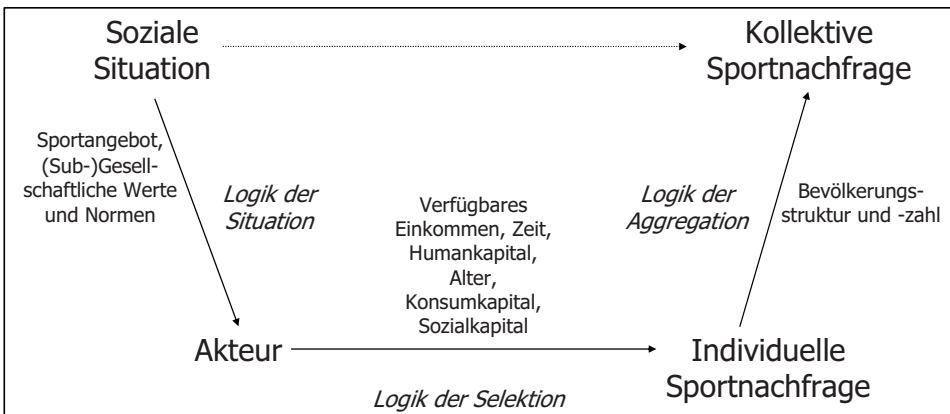 Soziale
Situation
Kollektive
Sportnachfrage
Sportangebot,
(Sub-)Gesell-
schaftliche Werte
und Normen
Logik der
Situation
Verfügbares
Einkommen, Zeit,
Humankapital,
Alter,
Konsumkapital,
Sozialkapital
Logik der
Aggregation
Bevölkerungs-
struktur und -zahl
Akteur
Individuelle
Sportnachfrage
Logik der Selektion